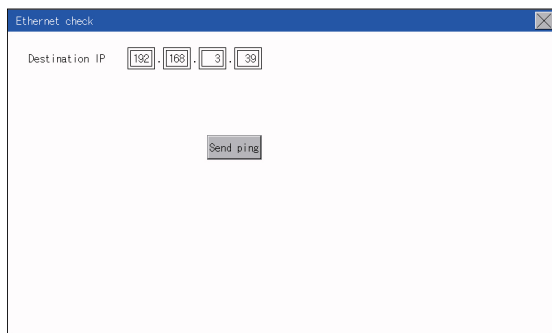 Ethernet check
Destination IP 192.168.3.39
Send ping